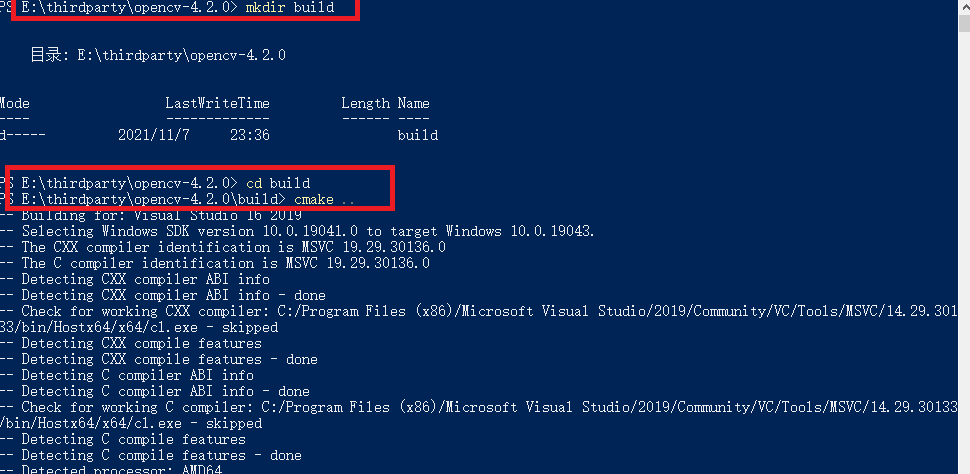 PS E:\thirdparty\opencv-4.2.0> mkdir build
目录: E:\thirdparty\opencv-4.2.0
Mode LastWriteTime Length Name
---- ------------- ------ ----
d----- 2021/11/7 23:36 build
PS E:\thirdparty\opencv-4.2.0> cd build
PS E:\thirdparty\opencv-4.2.0\build> cmake ..
-- Building for: Visual Studio 16 2019
-- Selecting Windows SDK version 10.0.19041.0 to target Windows 10.0.19043.
-- The CXX compiler identification is MSVC 19.29.30136.0
-- The C compiler identification is MSVC 19.29.30136.0
-- Detecting CXX compiler ABI info
-- Detecting CXX compiler ABI info - done
-- Check for working CXX compiler: C:/Program Files (x86)/Microsoft Visual Studio/2019/Community/VC/Tools/MSVC/14.29.301
33/bin/Hostx64/x64/cl.exe - skipped
-- Detecting CXX compile features
-- Detecting CXX compile features - done
-- Detecting C compiler ABI info
-- Detecting C compiler ABI info - done
-- Check for working C compiler: C:/Program Files (x86)/Microsoft Visual Studio/2019/Community/VC/Tools/MSVC/14.29.30133
/bin/Hostx64/x64/cl.exe - skipped
-- Detecting C compile features
-- Detecting C compile features - done
-- Detected processor: AMD64